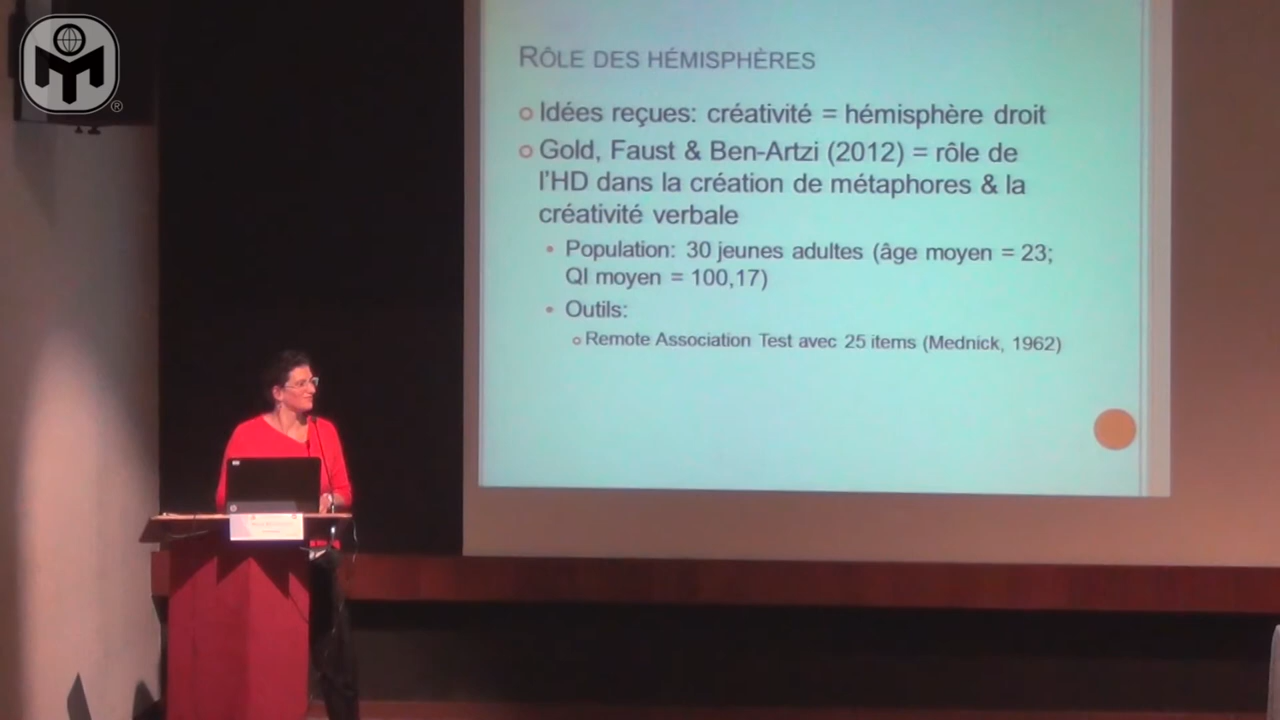 RÔLE DES HÉMISPHÈRES
Idées reçues: créativité = hémisphère droit
Gold, Faust & Ben-Artzi (2012) = rôle de
l'HD dans la création de métaphores & la
créativité verbale
Population: 30 jeunes adultes (âge moyen = 23;
QI moyen = 100,17)
Outils:
Remote Association Test avec 25 items (Mednick, 1962)